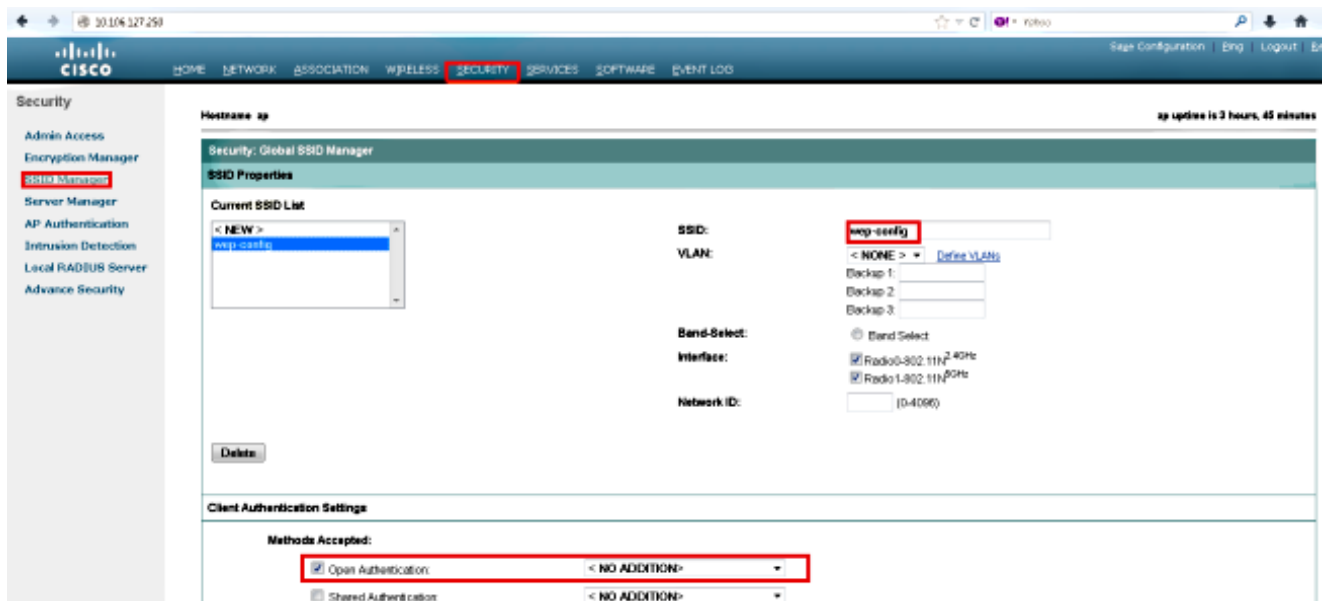 10.106.127.250
Save Configuration | Ping | Logout |
CISCO
HOME NETWORK ASSOCIATION WIRELESS SECURITY SERVICES SOFTWARE EVENT LOG
Security
Admin Access
Encryption Manager
SSID Manager
Server Manager
AP Authentication
Intrusion Detection
Local RADIUS Server
Advance Security
Hostname ap
ap uptime is 3 hours, 45 minutes
Security: Global SSID Manager
SSID Properties
Current SSID List
< NEW >
wep-config
SSID: wep-config
VLAN: < NONE > Define VLANs
Backup 1:
Backup 2:
Backup 3:
Band-Select: Band Select
Interface: Radio0-802.11N 2.4GHz
Radio1-802.11N 5GHz
Network ID: (0-4096)
Delete
Client Authentication Settings
Methods Accepted:
Open Authentication: < NO ADDITION>
Shared Authentication: < NO ADDITION>